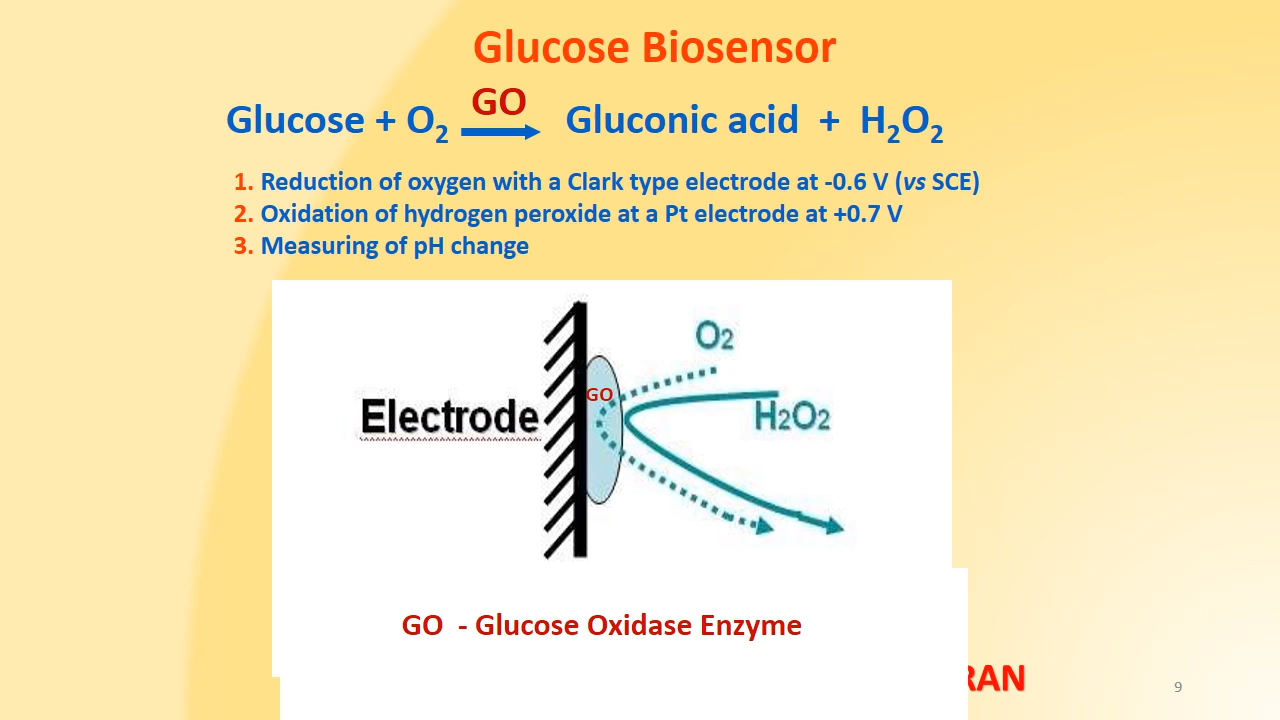 Glucose Biosensor
GO
Glucose + O₂ → Gluconic acid + H₂O₂
1. Reduction of oxygen with a Clark type electrode at -0.6 V (vs SCE)
2. Oxidation of hydrogen peroxide at a Pt electrode at +0.7 V
3. Measuring of pH change
O₂
GO
H₂O₂
Electrode
GO - Glucose Oxidase Enzyme
9